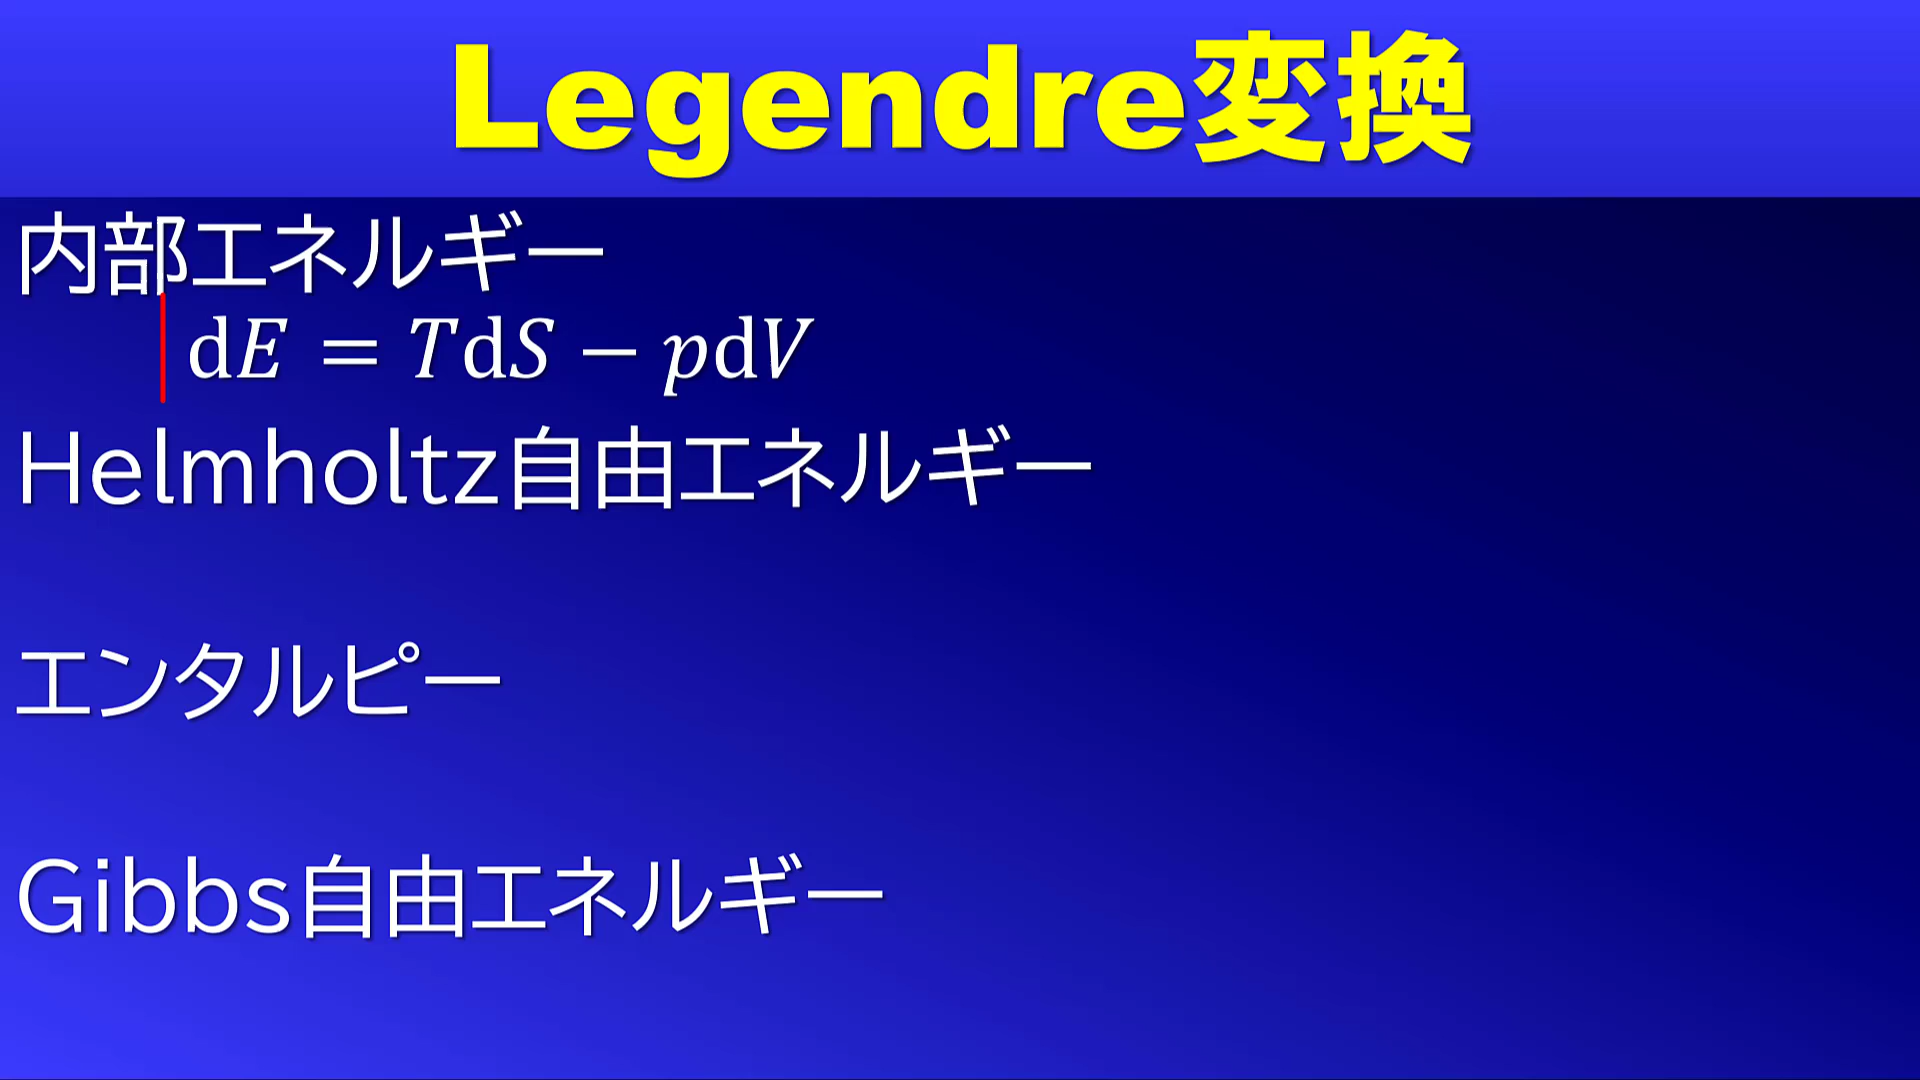 Legendre変換
内部エネルギー
dE = TdS − pdV
Helmholtz自由エネルギー
エンタルピー
Gibbs自由エネルギー